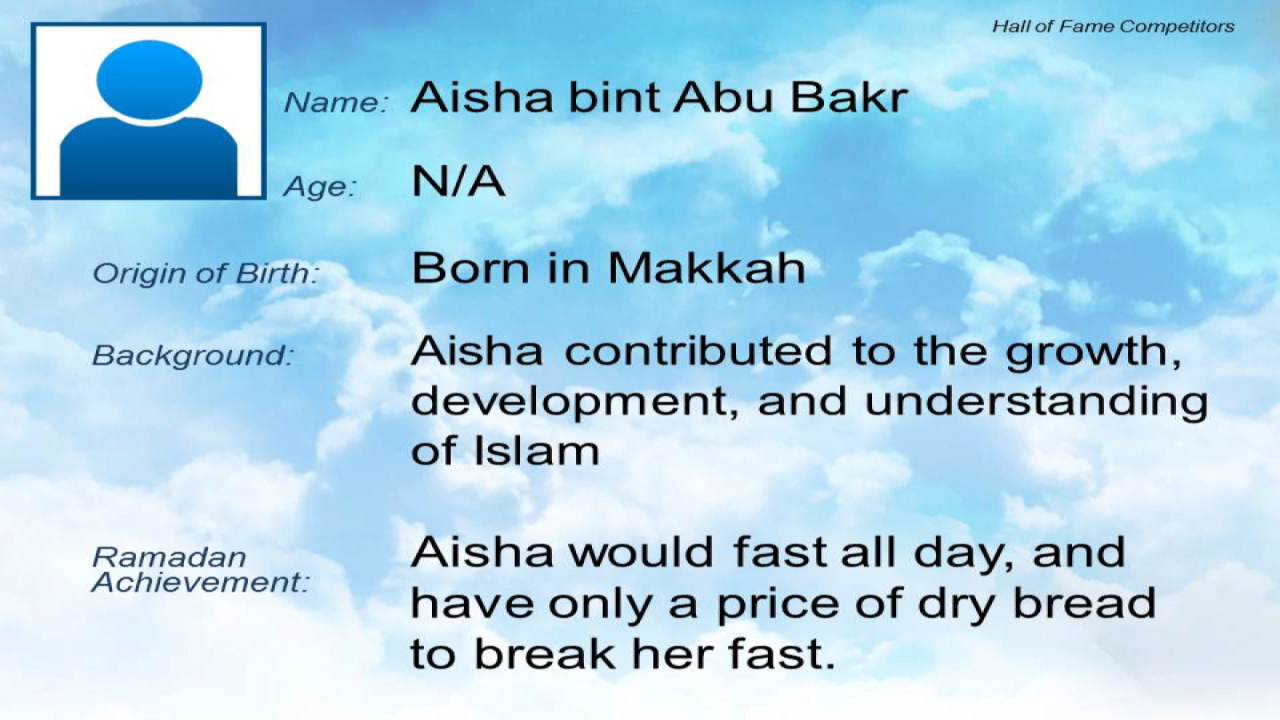 Hall of Fame Competitors
Name: Aisha bint Abu Bakr
Age: N/A
Origin of Birth: Born in Makkah
Background: Aisha contributed to the growth,
development, and understanding
of Islam
Ramadan
Achievement:
Aisha would fast all day, and
have only a price of dry bread
to break her fast.